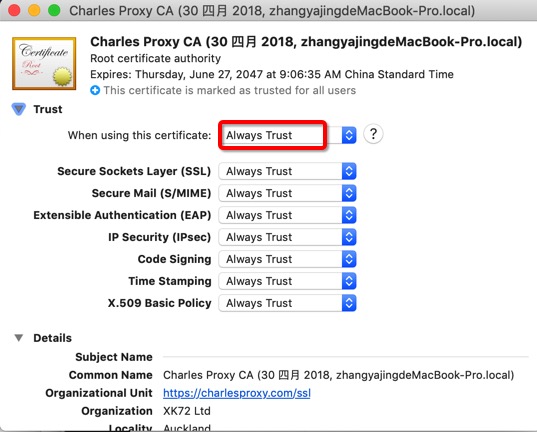 Charles Proxy CA (30 四月 2018, zhangyajingdeMacBook-Pro.local)
Certificate
Root
Charles Proxy CA (30 四月 2018, zhangyajingdeMacBook-Pro.local)
Root certificate authority
Expires: Thursday, June 27, 2047 at 9:06:35 AM China Standard Time
This certificate is marked as trusted for all users
Trust
When using this certificate: Always Trust ?
Secure Sockets Layer (SSL) Always Trust
Secure Mail (S/MIME) Always Trust
Extensible Authentication (EAP) Always Trust
IP Security (IPsec) Always Trust
Code Signing Always Trust
Time Stamping Always Trust
X.509 Basic Policy Always Trust
Details
Subject Name
Common Name Charles Proxy CA (30 四月 2018, zhangyajingdeMacBook-Pro.local)
Organizational Unit https://charlesproxy.com/ssl
Organization XK72 Ltd
Locality Auckland